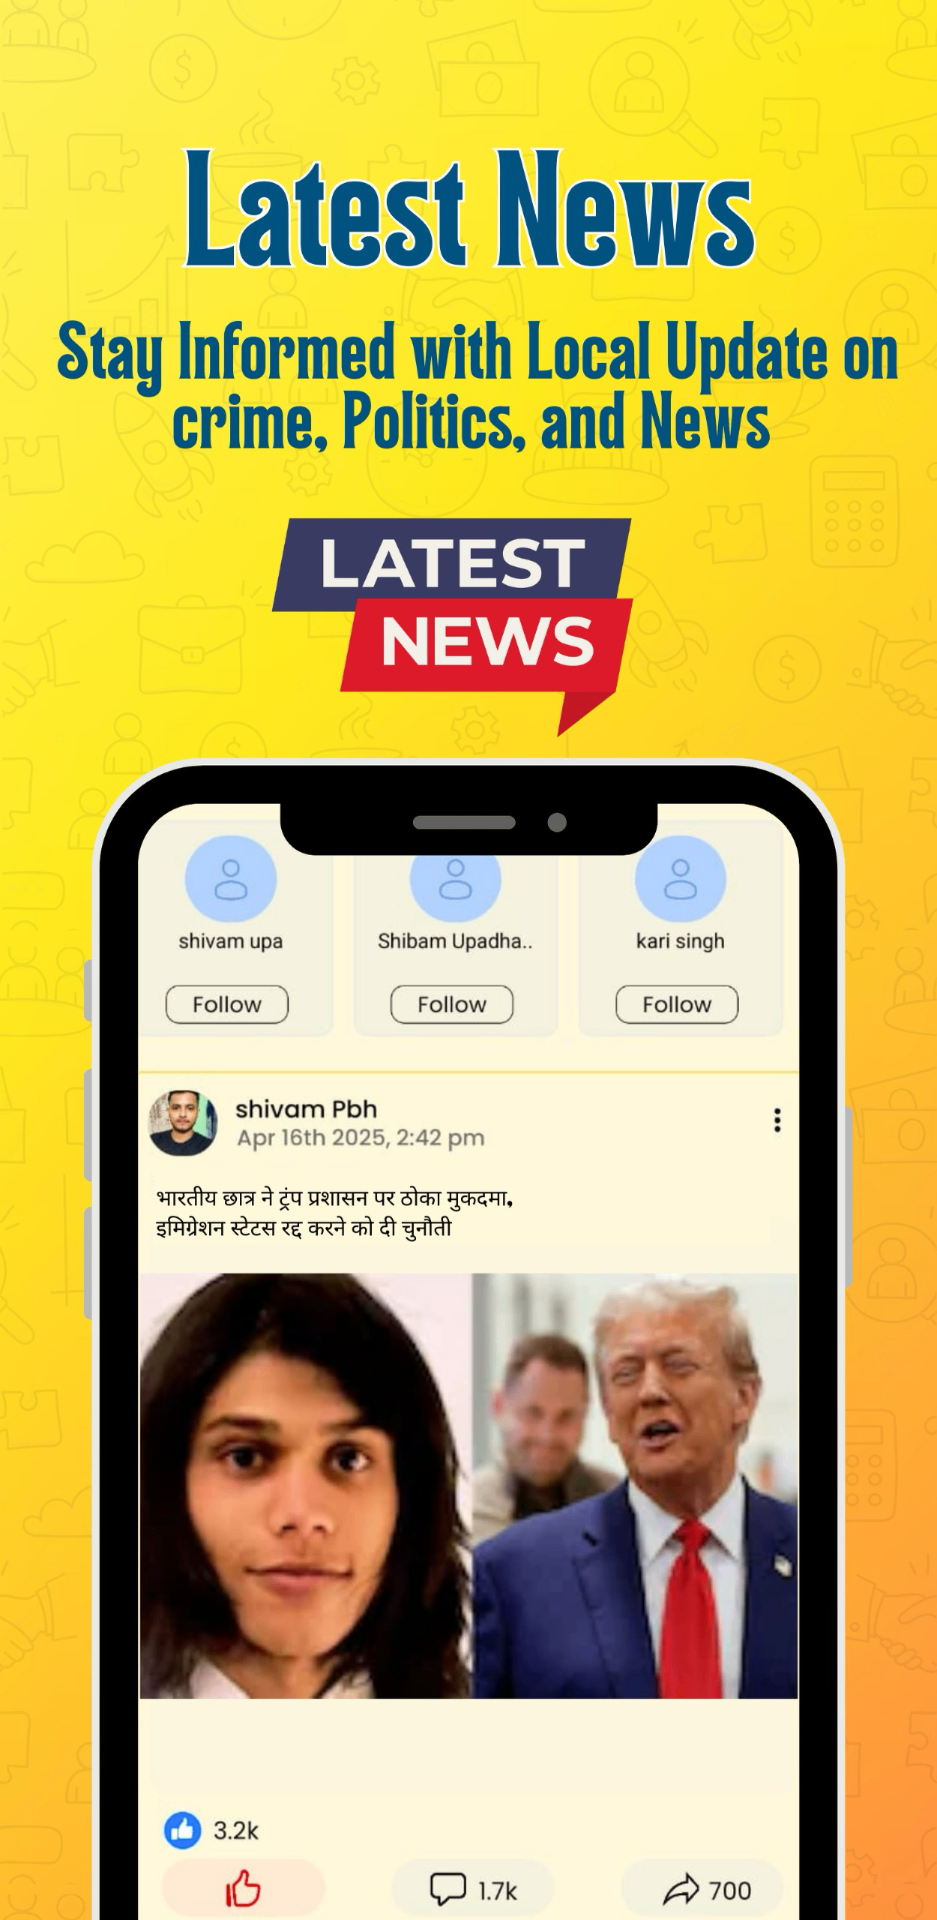 Latest News
Stay Informed with Local Update on
crime, Politics, and News
LATEST
NEWS
shivam upa
Shibam Upadha..
kari singh
Follow
Follow
Follow
shivam Pbh
Apr 16th 2025, 2:42 pm
भारतीय छात्र ने ट्रंप प्रशासन पर ठोका मुकदमा,
इमिग्रेशन स्टेटस रद्द करने को दी चुनौती
3.2k
1.7k
700